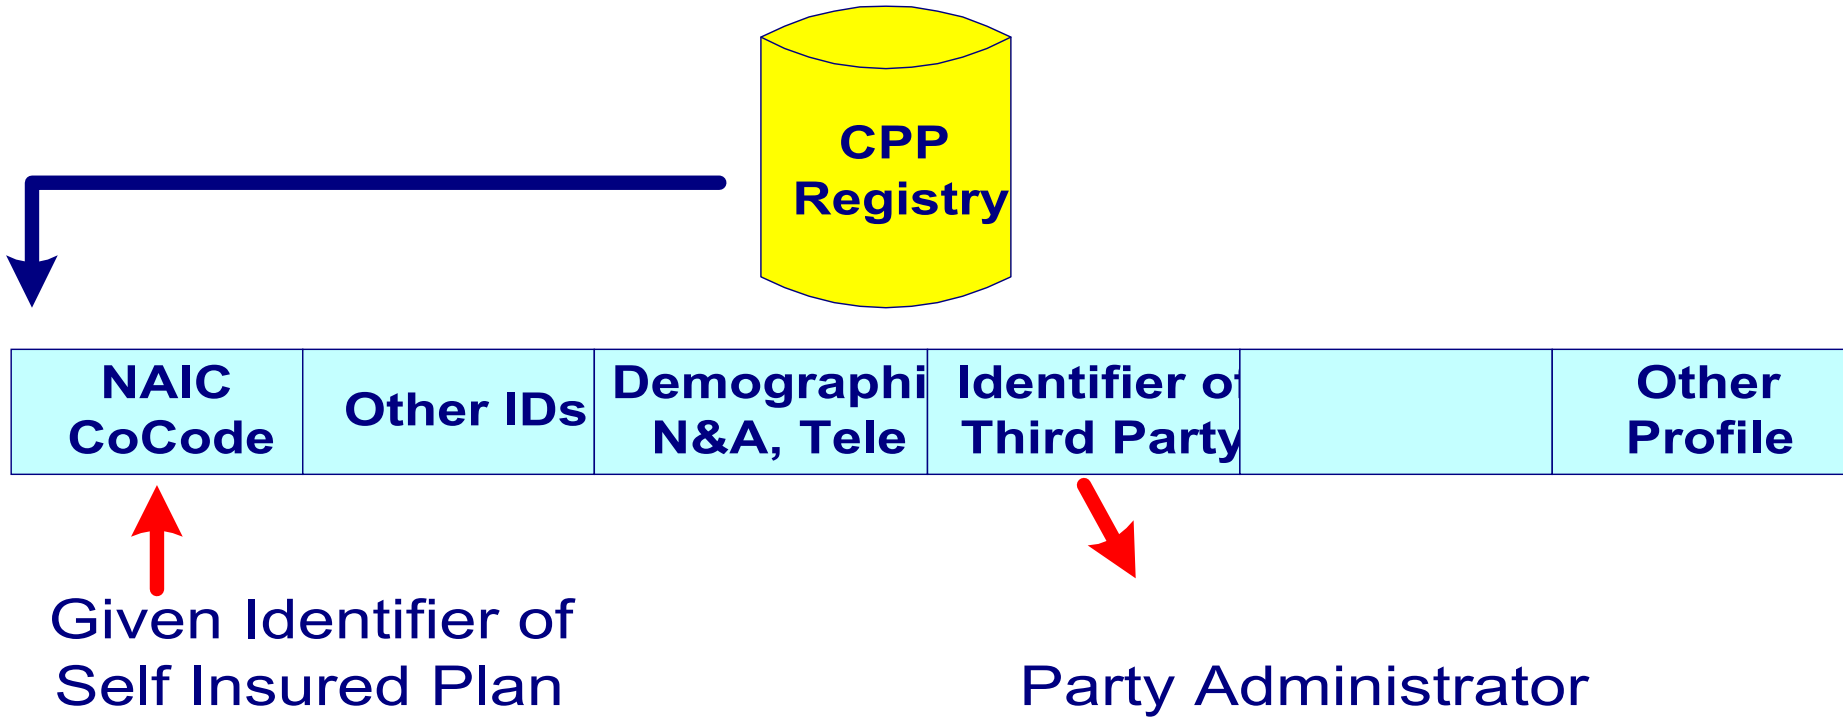 CPP
Registry
NAIC
CoCode
Other IDs
Demographi
N&A, Tele
Identifier of
Third Party
Other
Profile
Given Identifier of
Self Insured Plan
Party Administrator